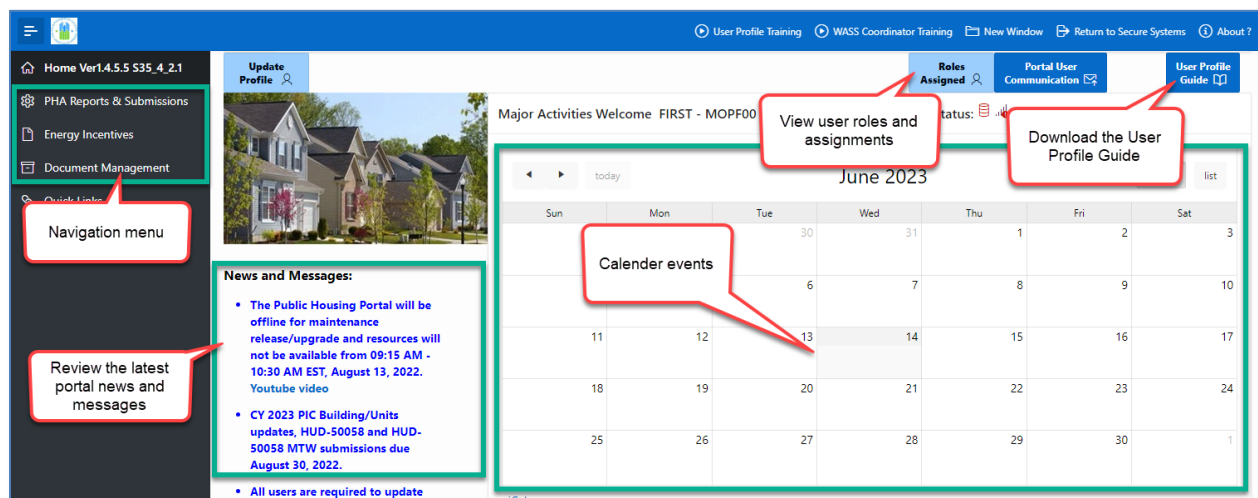 User Profile Training
WASS Coordinator Training
New Window
Return to Secure Systems
About ?
Home Ver1.4.5.5 S35_4_2.1
PHA Reports & Submissions
Energy Incentives
Document Management
Quick Links
Navigation menu
Update
Profile
Roles
Assigned
Portal User
Communication
User Profile
Guide
Major Activities Welcome FIRST - MOPF00
View user roles and
assignments
Download the User
Profile Guide
today
June 2023
list
Sun Mon Tue Wed Thu Fri Sat
30 31 1 2 3
6 7 8 9 10
11 12 13 14 15 16 17
18 19 20 21 22 23 24
25 26 27 28 29 30 1
Calender events
News and Messages:
• The Public Housing Portal will be
offline for maintenance
release/upgrade and resources will
not be available from 09:15 AM -
10:30 AM EST, August 13, 2022.
Youtube video
• CY 2023 PIC Building/Units
updates, HUD-50058 and HUD-
50058 MTW submissions due
August 30, 2022.
• All users are required to update
Review the latest
portal news and
messages